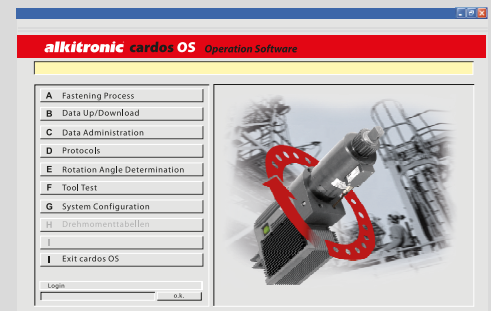 alkitronic cardos OS Operation Software
A Fastening Process
B Data Up/Download
C Data Administration
D Protocols
E Rotation Angle Determination
F Tool Test
G System Configuration
H Drehmomenttabellen
I
I Exit cardos OS
Login
o.k.